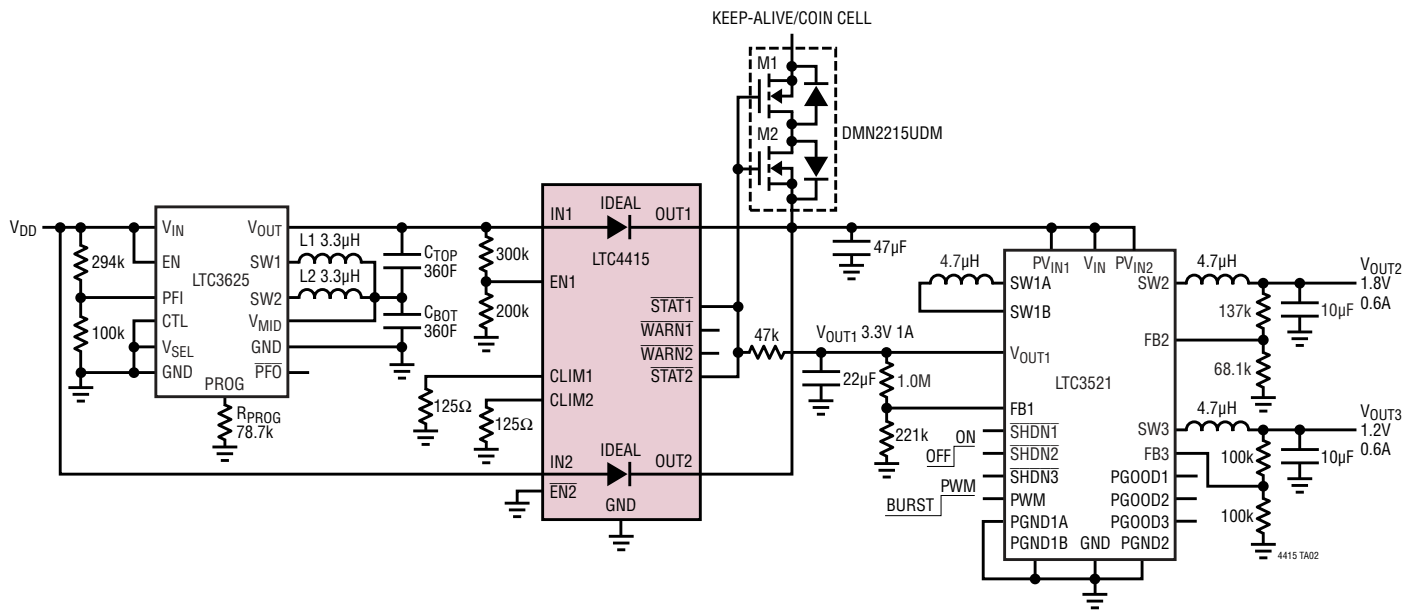 KEEP-ALIVE/COIN CELL
M1
M2
DMN2215UDM
VDD
294k
100k
VIN
EN
PFI
CTL
VSEL
GND
LTC3625
PROG
VOUT
SW1
SW2
VMID
GND
PFO
RPROG
78.7k
L1 3.3µH
L2 3.3µH
CTOP
360F
CBOT
360F
300k
200k
125Ω
125Ω
IN1
IDEAL
OUT1
LTC4415
EN1
STAT1
WARN1
WARN2
STAT2
CLIM1
CLIM2
IN2
IDEAL
OUT2
EN2
GND
47k
47µF
VOUT1 3.3V 1A
22µF
1.0M
221k
4.7µH
ON
OFF
PWM
BURST
PVIN1
VIN
PVIN2
SW1A
SW1B
VOUT1
LTC3521
FB1
SHDN1
SHDN2
SHDN3
PWM
PGND1A
PGND1B
GND
PGND2
SW2
FB2
SW3
FB3
PGOOD1
PGOOD2
PGOOD3
4.7µH
137k
68.1k
10µF
VOUT2
1.8V
0.6A
4.7µH
100k
100k
10µF
VOUT3
1.2V
0.6A
4415 TA02